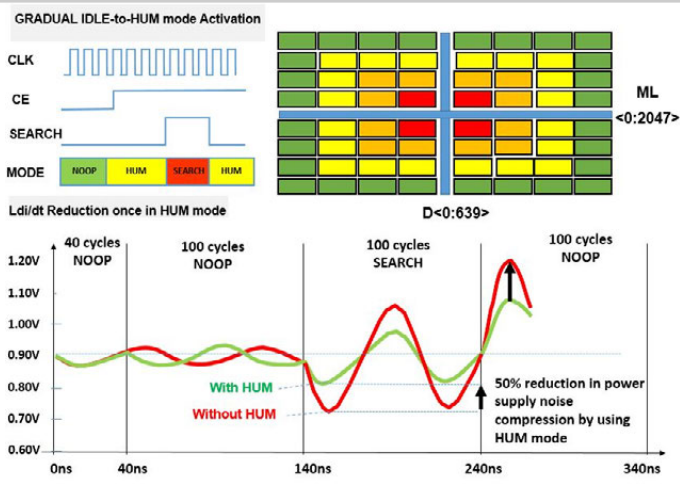 GRADUAL IDLE-to-HUM mode Activation
CLK
CE
SEARCH
MODE
NOOP HUM SEARCH HUM
ML
<0:2047>
D<0:639>
Ldi/dt Reduction once in HUM mode
40 cycles
NOOP
100 cycles
NOOP
100 cycles
SEARCH
100 cycles
NOOP
1.20V
1.10V
1.00V
0.90V
0.80V
0.70V
0.60V
With HUM
Without HUM
50% reduction in power
supply noise
compression by using
HUM mode
0ns 40ns 140ns 240ns 340ns